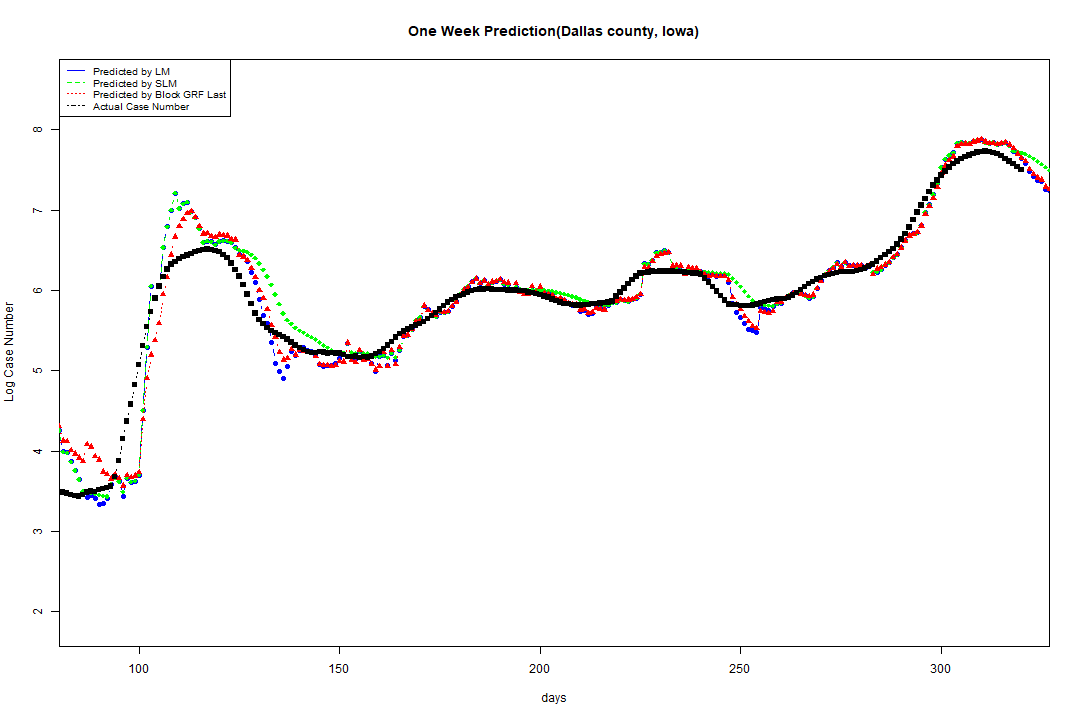 One Week Prediction(Dallas county, Iowa)
Predicted by LM
Predicted by SLM
Predicted by Block GRF Last
Actual Case Number
Log Case Number
8
7
6
5
4
3
2
100 150 200 250 300
days